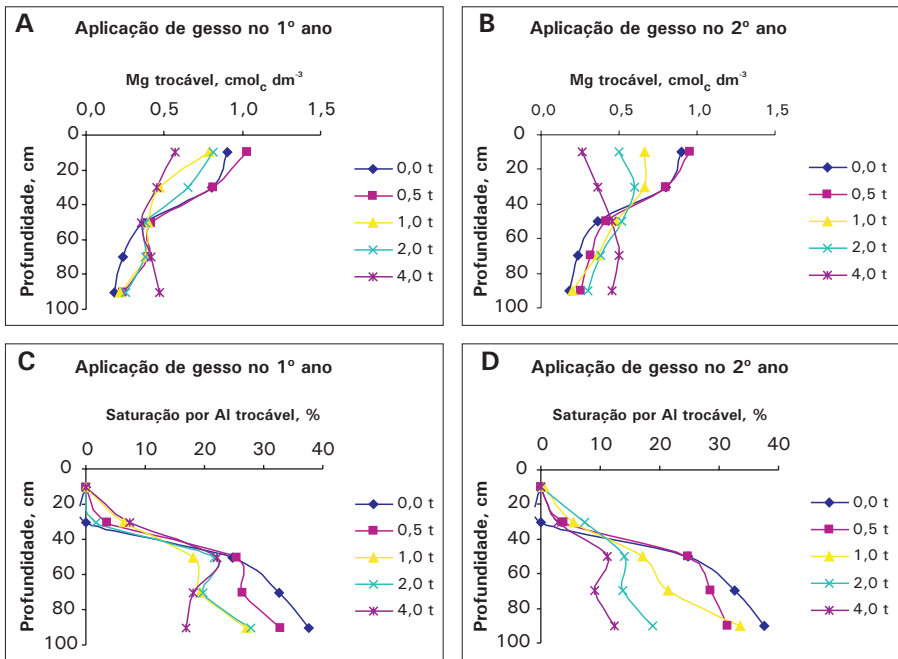 A Aplicação de gesso no 1º ano
Mg trocável, cmolc dm-3
0,0 0,5 1,0 1,5
Profundidade, cm
0
20
40
60
80
100
0,0 t
0,5 t
1,0 t
2,0 t
4,0 t
B Aplicação de gesso no 2º ano
Mg trocável, cmolc dm-3
0,0 0,5 1,0 1,5
Profundidade, cm
0
20
40
60
80
100
0,0 t
0,5 t
1,0 t
2,0 t
4,0 t
C Aplicação de gesso no 1º ano
Saturação por Al trocável, %
0 10 20 30 40
Profundidade, cm
0
20
40
60
80
100
0,0 t
0,5 t
1,0 t
2,0 t
4,0 t
D Aplicação de gesso no 2º ano
Saturação por Al trocável, %
0 10 20 30 40
Profundidade, cm
0
20
40
60
80
100
0,0 t
0,5 t
1,0 t
2,0 t
4,0 t